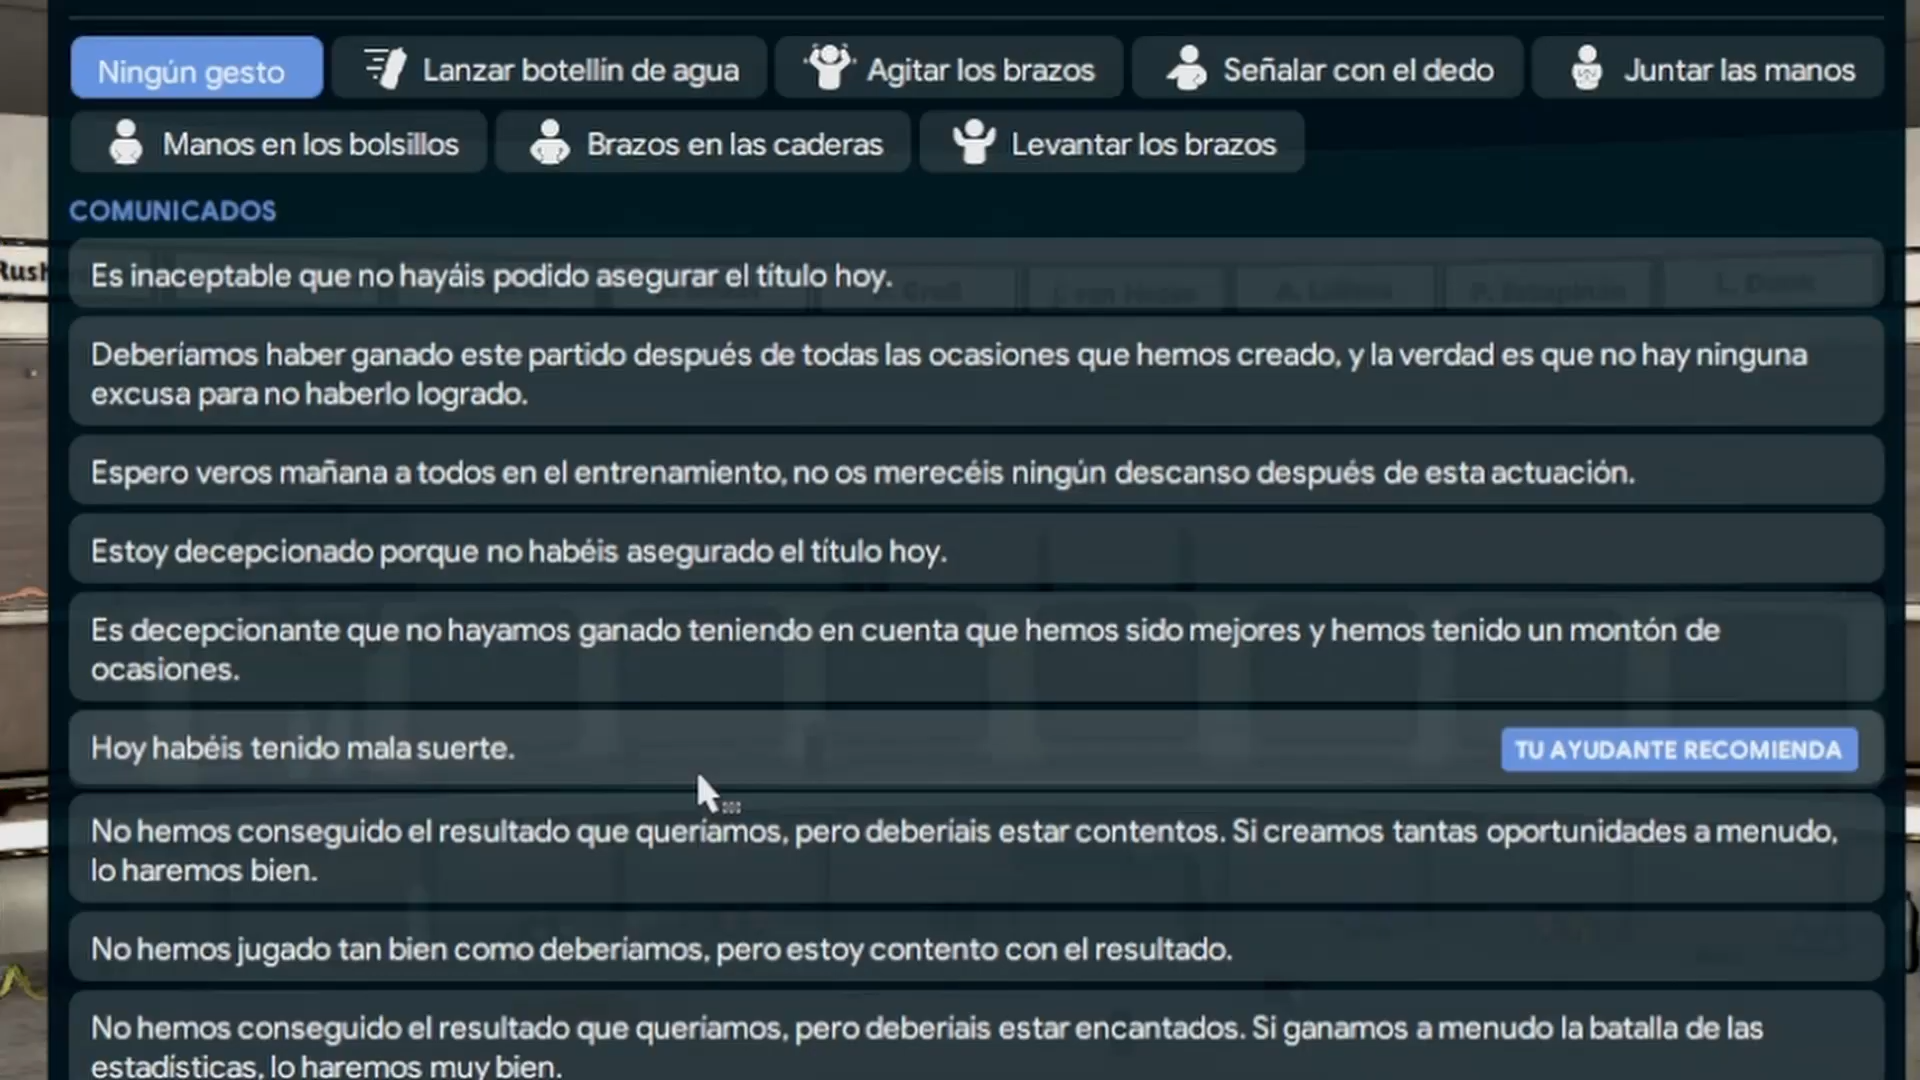 Ningún gesto
Lanzar botellín de agua
Agitar los brazos
Señalar con el dedo
Juntar las manos
Manos en los bolsillos
Brazos en las caderas
Levantar los brazos
COMUNICADOS
Es inaceptable que no hayáis podido asegurar el título hoy.
Deberíamos haber ganado este partido después de todas las ocasiones que hemos creado, y la verdad es que no hay ninguna
excusa para no haberlo logrado.
Espero veros mañana a todos en el entrenamiento, no os merecéis ningún descanso después de esta actuación.
Estoy decepcionado porque no habéis asegurado el título hoy.
Es decepcionante que no hayamos ganado teniendo en cuenta que hemos sido mejores y hemos tenido un montón de
ocasiones.
Hoy habéis tenido mala suerte.
TU AYUDANTE RECOMIENDA
No hemos conseguido el resultado que queríamos, pero deberíais estar contentos. Si creamos tantas oportunidades a menudo,
lo haremos bien.
No hemos jugado tan bien como deberíamos, pero estoy contento con el resultado.
No hemos conseguido el resultado que queríamos, pero deberíais estar encantados. Si ganamos a menudo la batalla de las
estadísticas, lo haremos muy bien.